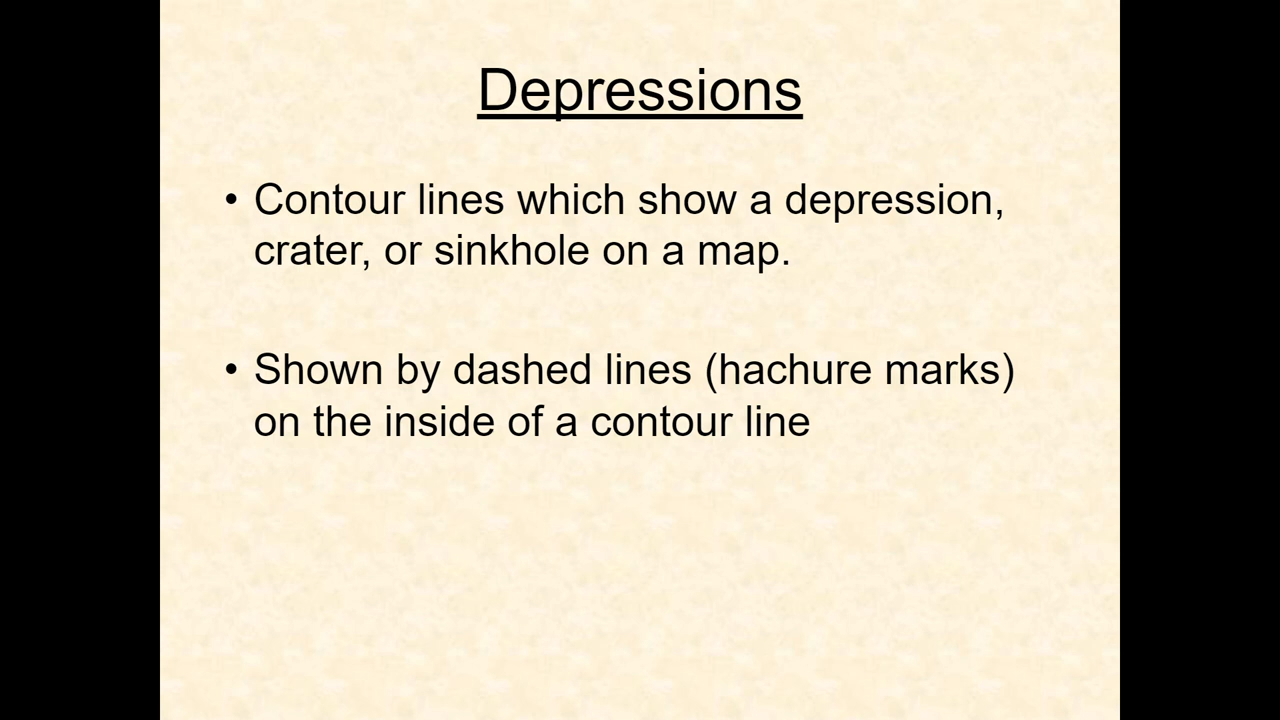 Depressions
• Contour lines which show a depression,
crater, or sinkhole on a map.
• Shown by dashed lines (hachure marks)
on the inside of a contour line